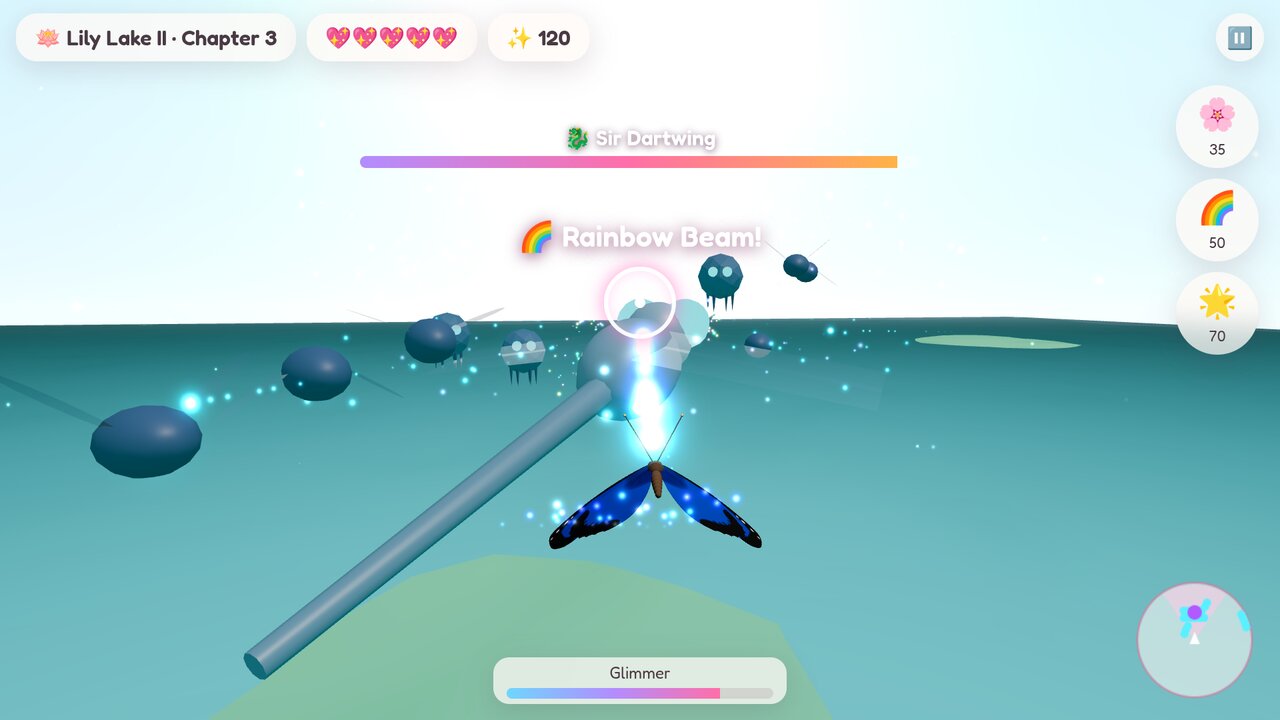 Lily Lake II · Chapter 3
120
Sir Dartwing
Rainbow Beam!
35
50
70
Glimmer